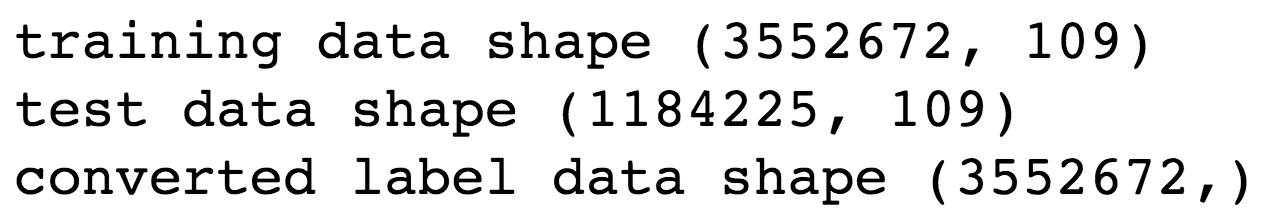 training data shape (3552672, 109)
test data shape (1184225, 109)
converted label data shape (3552672,)